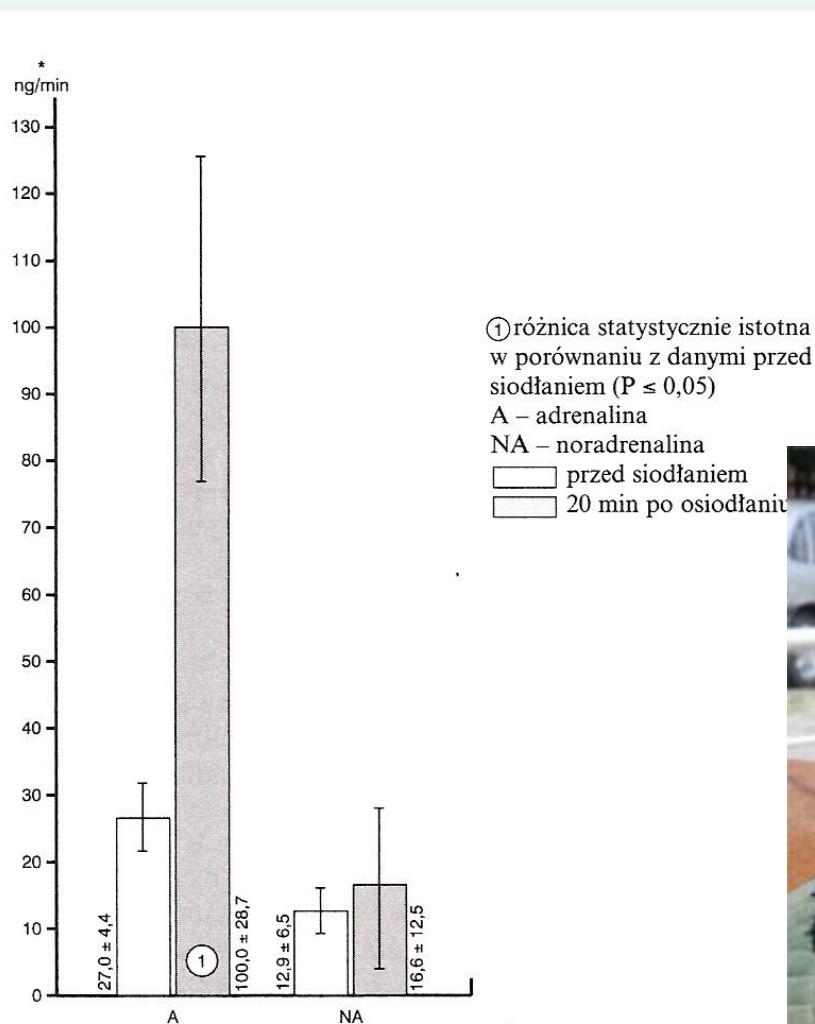 *
ng/min
130
120
110
100
90
80
70
60
50
40
30
20
10
0
27,0 ± 4,4
1
100,0 ± 28,7
12,9 ± 6,5
16,6 ± 12,5
A
NA
1 różnica statystycznie istotna
w porównaniu z danymi przed
siodłaniem (P ≤ 0,05)
A – adrenalina
NA – noradrenalina
przed siodłaniem
20 min po osiodłaniu